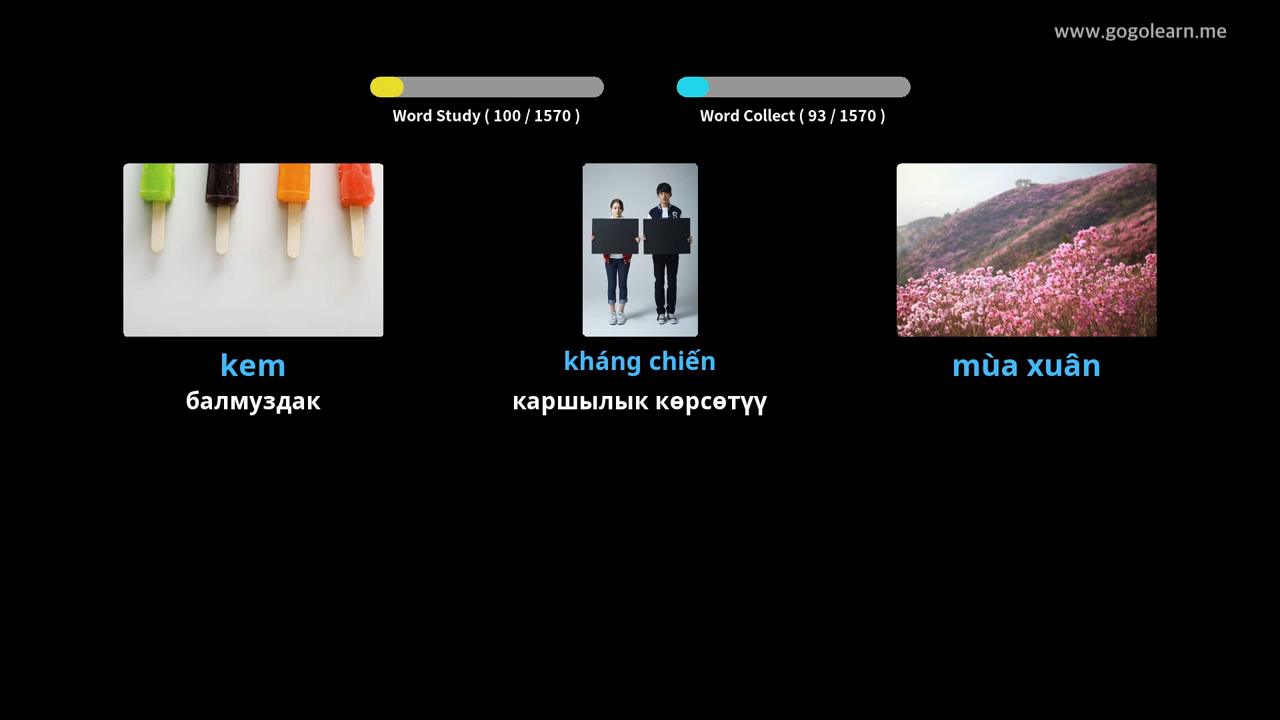 www.gogolearn.me
Word Study ( 100 / 1570 )
Word Collect ( 93 / 1570 )
kem
балмуздак
kháng chiến
каршылык көрсөтүү
mùa xuân